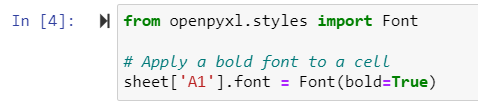 In [4]:
from openpyxl.styles import Font

# Apply a bold font to a cell
sheet['A1'].font = Font(bold=True)